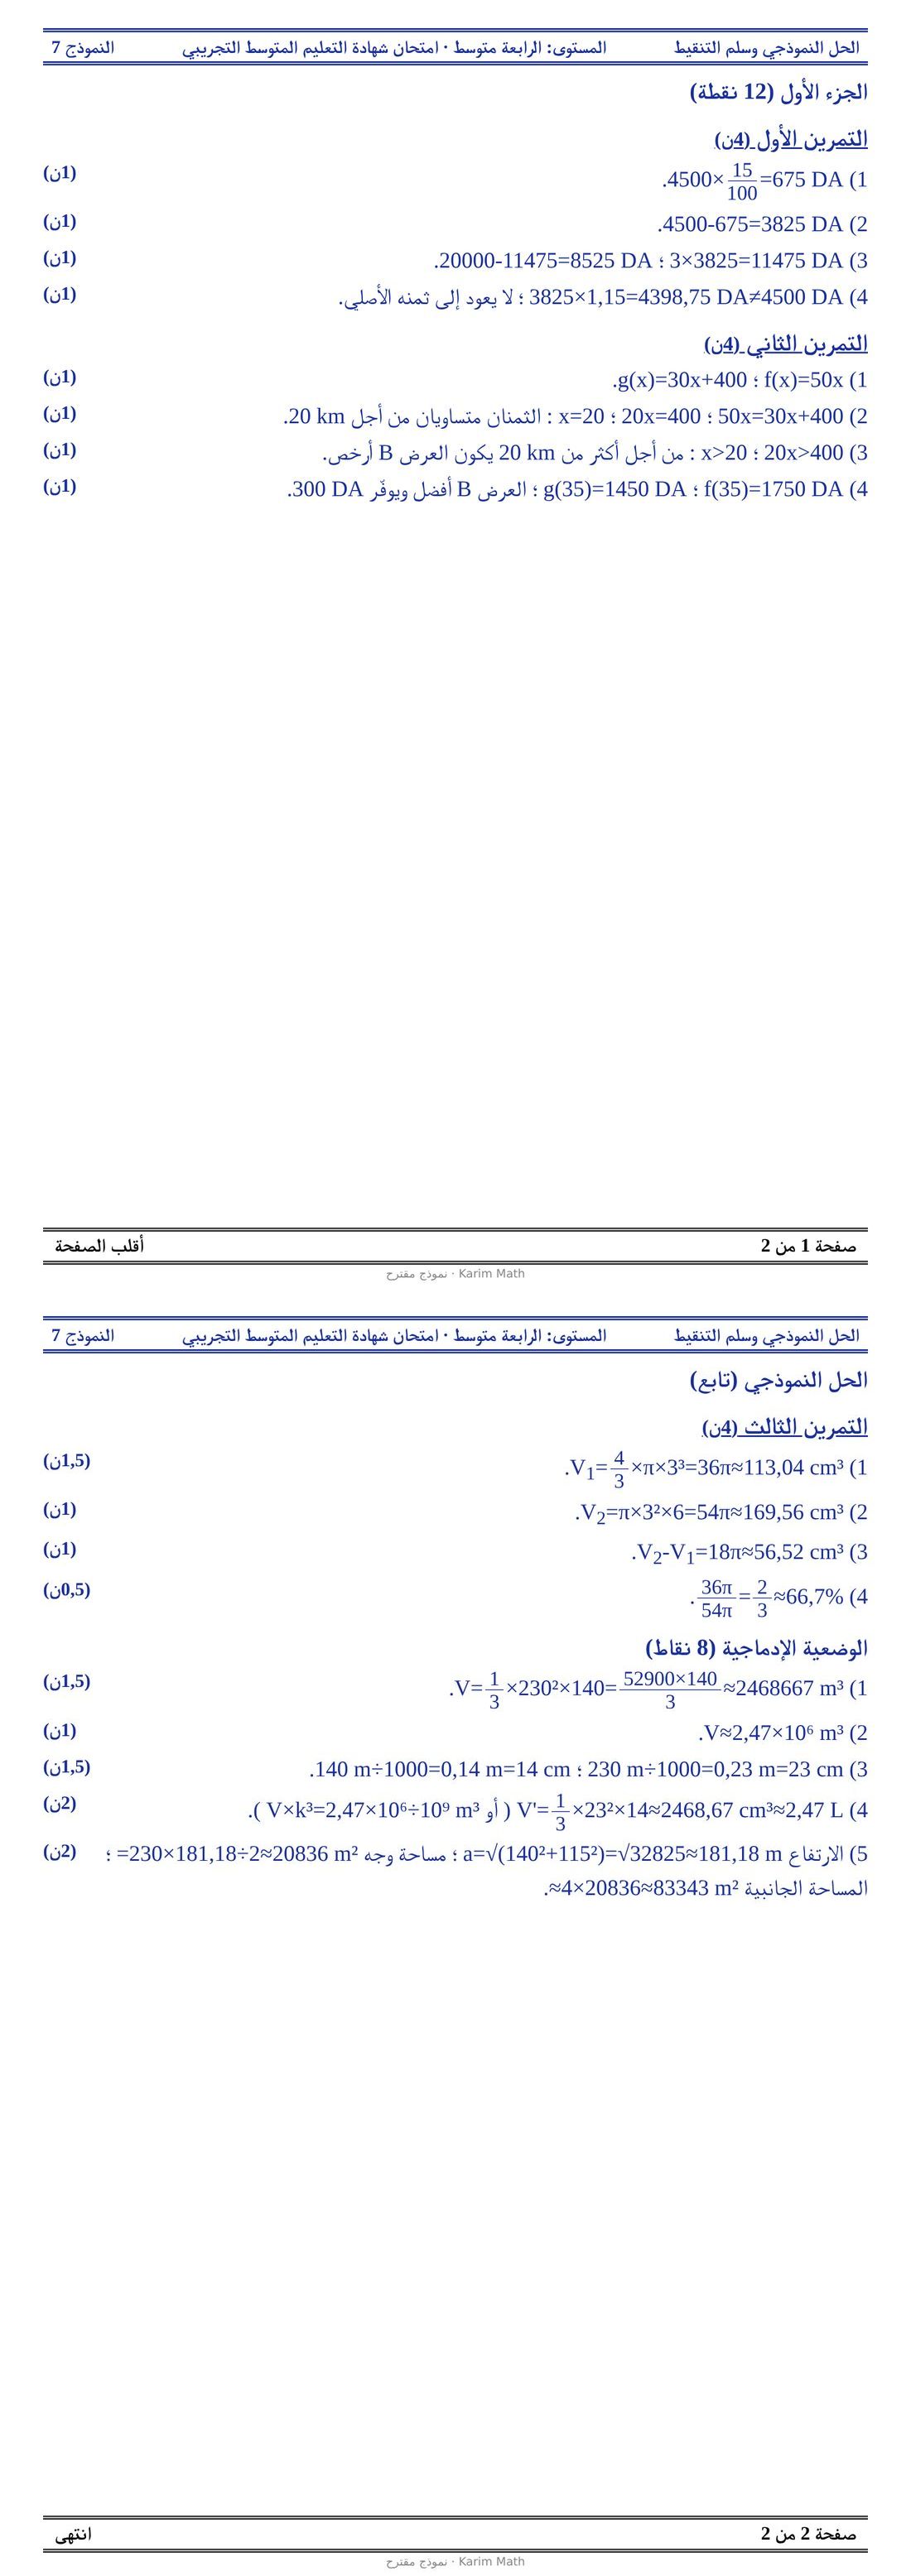 الحل النموذجي وسلم التنقيط المستوى: الرابعة متوسط · امتحان شهادة التعليم المتوسط التجريبي النموذج 7
الجزء الأول (12 نقطة)
التمرين الأول (4ن)
1) 4500×15/100=675 DA. (1ن)
2) 4500-675=3825 DA. (1ن)
3) 3×3825=11475 DA ؛ 20000-11475=8525 DA. (1ن)
4) 3825×1,15=4398,75 DA≠4500 DA ؛ لا يعود إلى ثمنه الأصلي. (1ن)
التمرين الثاني (4ن)
1) f(x)=50x ؛ g(x)=30x+400. (1ن)
2) 50x=30x+400 ؛ 20x=400 ؛ x=20 : الثمنان متساويان من أجل 20 km. (1ن)
3) 20x>400 ؛ x>20 : من أجل أكثر من 20 km يكون العرض B أرخص. (1ن)
4) f(35)=1750 DA ؛ g(35)=1450 DA ؛ العرض B أفضل ويوفّر 300 DA. (1ن)
صفحة 1 من 2 أقلب الصفحة
Karim Math · نموذج مقترح
الحل النموذجي وسلم التنقيط المستوى: الرابعة متوسط · امتحان شهادة التعليم المتوسط التجريبي النموذج 7
الحل النموذجي (تابع)
التمرين الثالث (4ن)
1) V₁=4/3×π×3³=36π≈113,04 cm³. (1,5ن)
2) V₂=π×3²×6=54π≈169,56 cm³. (1ن)
3) V₂-V₁=18π≈56,52 cm³. (1ن)
4) 36π/54π=2/3≈66,7%. (0,5ن)
الوضعية الإدماجية (8 نقاط)
1) V=1/3×230²×140=52900×140/3≈2468667 m³. (1,5ن)
2) V≈2,47×10⁶ m³. (1ن)
3) 230 m÷1000=0,23 m=23 cm ؛ 140 m÷1000=0,14 m=14 cm. (1,5ن)
4) V'=1/3×23²×14≈2468,67 cm³≈2,47 L ( أو V×k³=2,47×10⁶÷10⁹ m³ ). (2ن)
5) الارتفاع a=√(140²+115²)=√32825≈181,18 m ؛ مساحة وجه =230×181,18÷2≈20836 m² ؛ (2ن)
المساحة الجانبية ≈4×20836≈83343 m².
صفحة 2 من 2 انتهى
Karim Math · نموذج مقترح